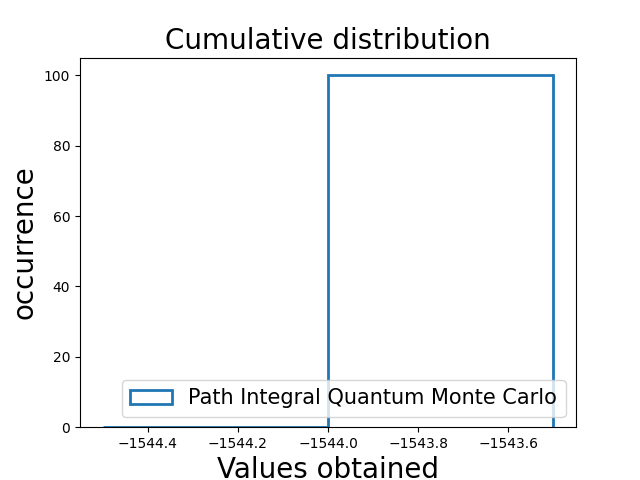 Cumulative distribution
occurrence
100
80
60
40
20
0
Path Integral Quantum Monte Carlo
−1544.4 −1544.2 −1544.0 −1543.8 −1543.6
Values obtained